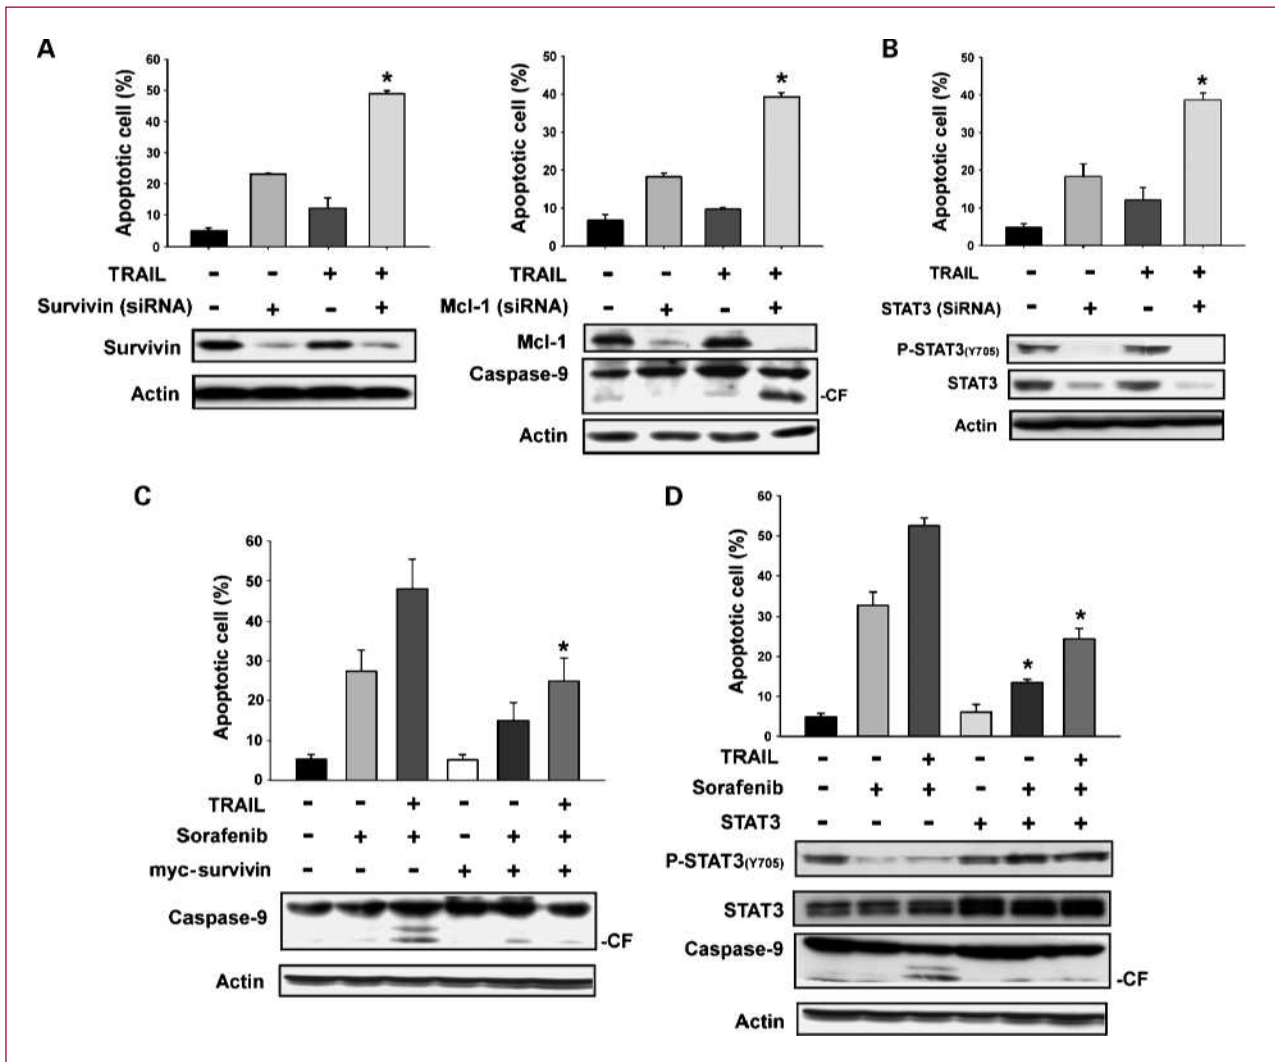 A
60
50
40
30
20
10
0
Apoptotic cell (%)
*
TRAIL - - + +
Survivin (siRNA) - + - +
Survivin
Actin
50
40
30
20
10
0
Apoptotic cell (%)
*
TRAIL - - + +
Mcl-1 (siRNA) - + - +
Mcl-1
Caspase-9
-CF
Actin
B
50
40
30
20
10
0
Apoptotic cell (%)
*
TRAIL - - + +
STAT3 (SiRNA) - + - +
P-STAT3(Y705)
STAT3
Actin
C
60
50
40
30
20
10
0
Apoptotic cell (%)
*
TRAIL - - + - - +
Sorafenib - + + - + +
myc-survivin - - - + + +
Caspase-9
-CF
Actin
D
60
50
40
30
20
10
0
Apoptotic cell (%)
*
*
TRAIL - - + - - +
Sorafenib - + + - + +
STAT3 - - - + + +
P-STAT3(Y705)
STAT3
Caspase-9
-CF
Actin